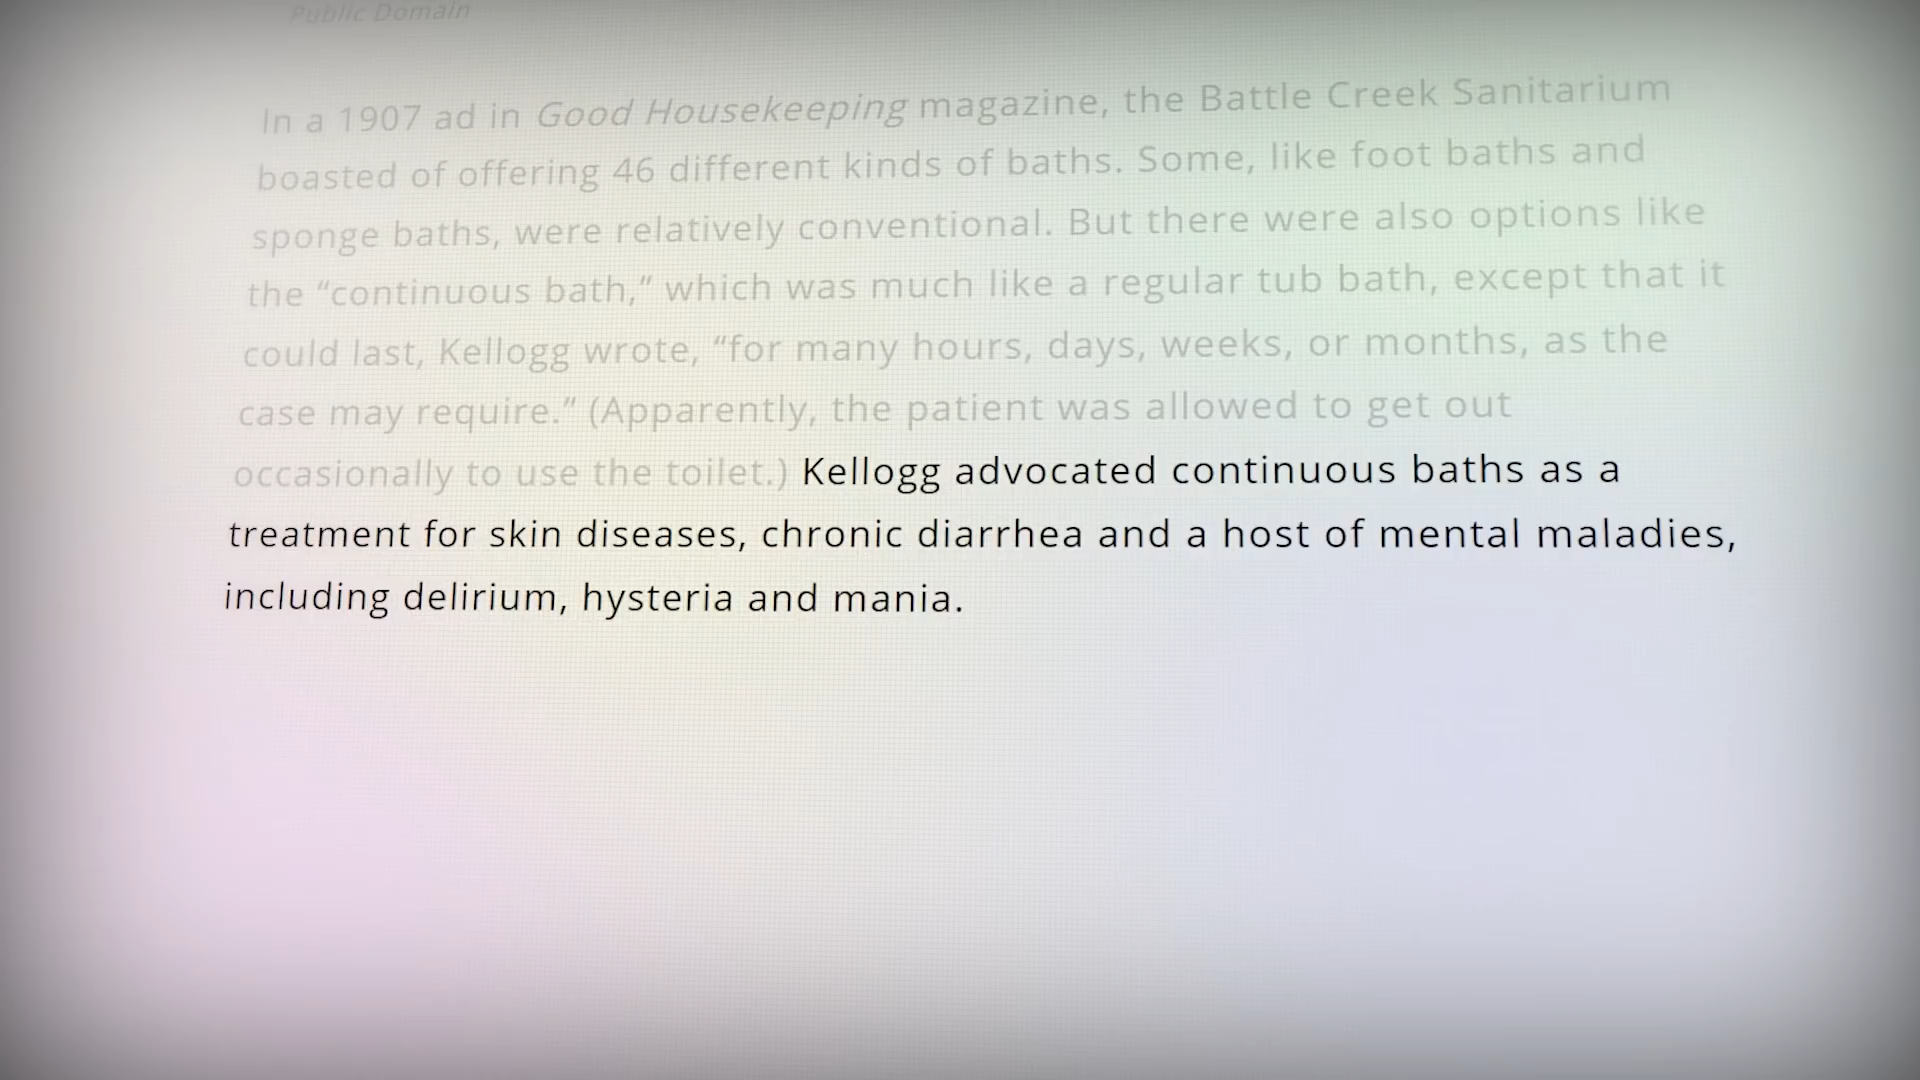 Public Domain
In a 1907 ad in Good Housekeeping magazine, the Battle Creek Sanitarium
boasted of offering 46 different kinds of baths. Some, like foot baths and
sponge baths, were relatively conventional. But there were also options like
the “continuous bath,” which was much like a regular tub bath, except that it
could last, Kellogg wrote, “for many hours, days, weeks, or months, as the
case may require.” (Apparently, the patient was allowed to get out
occasionally to use the toilet.) Kellogg advocated continuous baths as a
treatment for skin diseases, chronic diarrhea and a host of mental maladies,
including delirium, hysteria and mania.